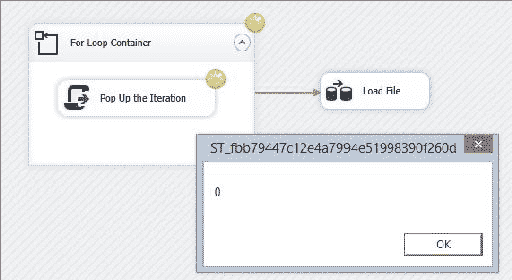 For Loop Container
Pop Up the Iteration
Load File
ST_fbb79447c12e4a7994e51998390f260d
0
OK